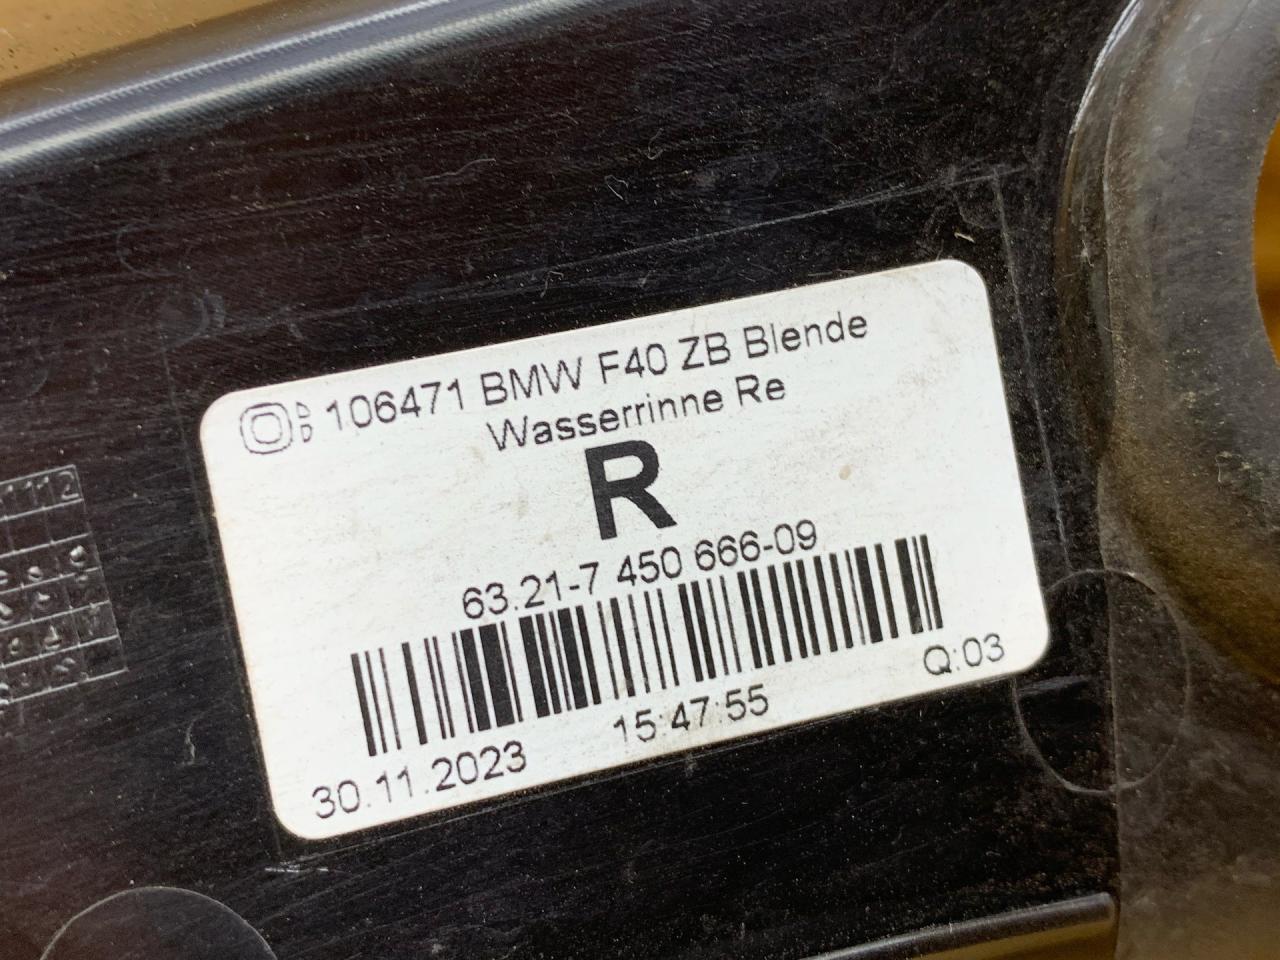 106471 BMW F40 ZB Blende
Wasserrinne Re
R
63.21-7 450 666-09
30.11.2023 15:47:55 Q:03
1112